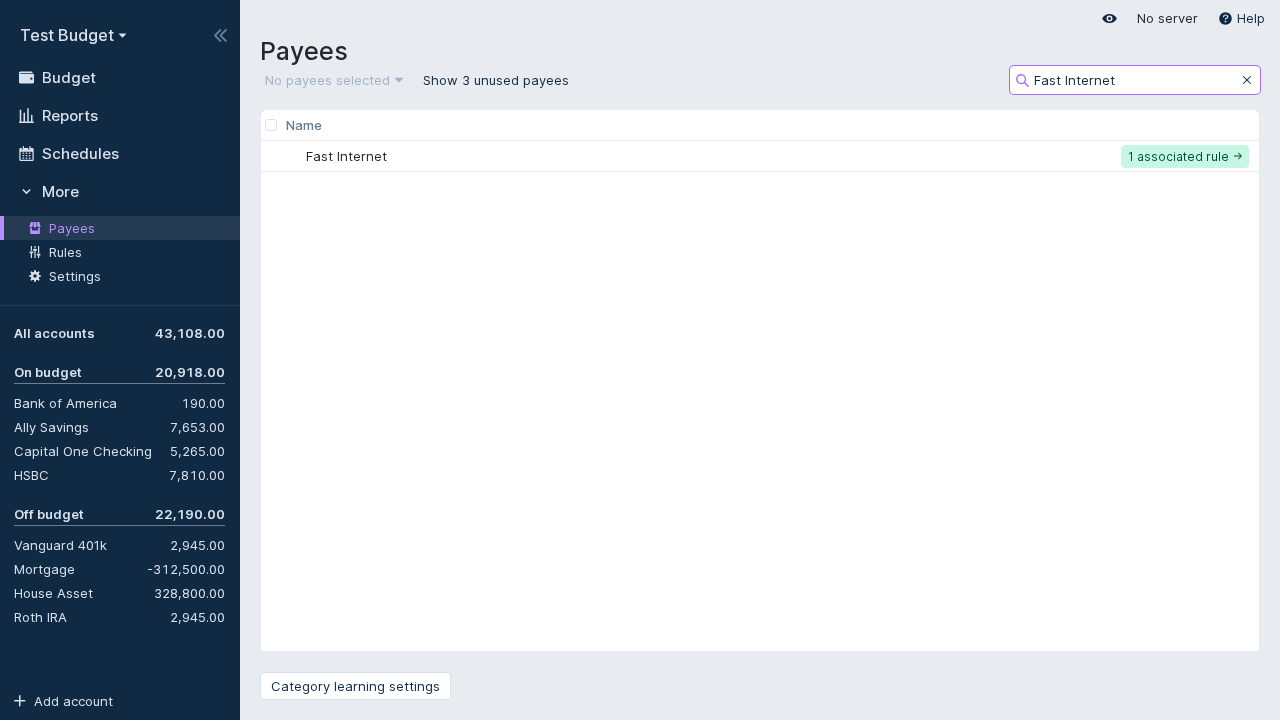 Test Budget
Budget
Reports
Schedules
More
Payees
Rules
Settings
All accounts 43,108.00
On budget 20,918.00
Bank of America 190.00
Ally Savings 7,653.00
Capital One Checking 5,265.00
HSBC 7,810.00
Off budget 22,190.00
Vanguard 401k 2,945.00
Mortgage -312,500.00
House Asset 328,800.00
Roth IRA 2,945.00
Add account
No server Help
Payees
No payees selected Show 3 unused payees Fast Internet
Name
Fast Internet 1 associated rule →
Category learning settings